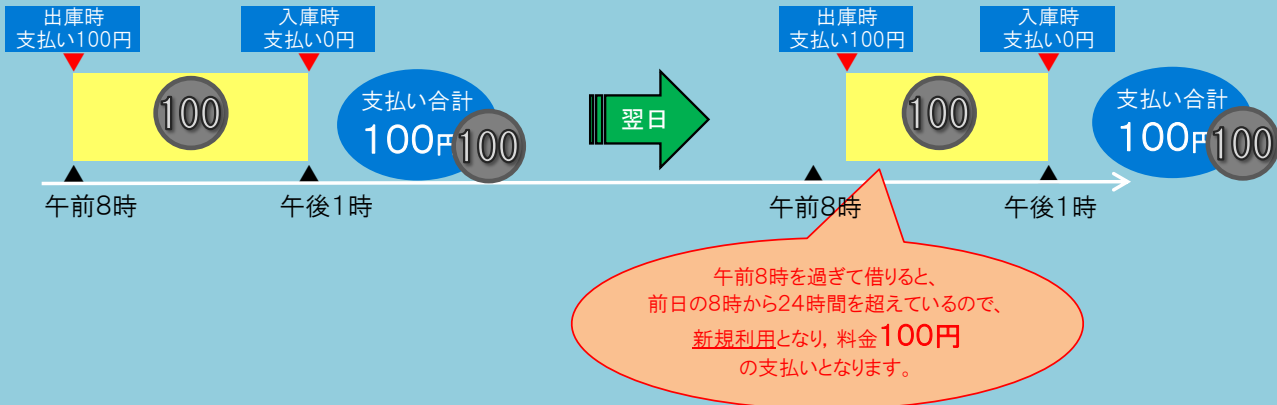 出庫時
支払い100円
入庫時
支払い0円
100
支払い合計
100円
100
午前8時
午後1時
翌日
出庫時
支払い100円
入庫時
支払い0円
100
支払い合計
100円
100
午前8時
午後1時
午前8時を過ぎて借りると、
前日の8時から24時間を超えているので、
新規利用となり, 料金100円
の支払いとなります。